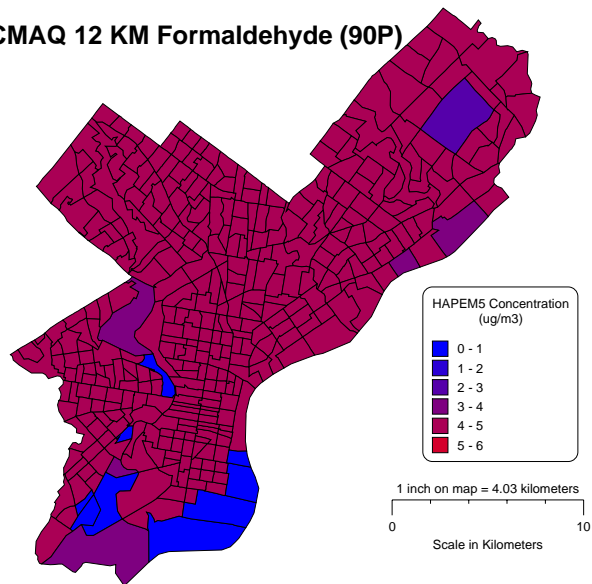 CMAQ 12 KM Formaldehyde (90P)
HAPEM5 Concentration
(ug/m3)
0 - 1
1 - 2
2 - 3
3 - 4
4 - 5
5 - 6
1 inch on map = 4.03 kilometers
0 10
Scale in Kilometers